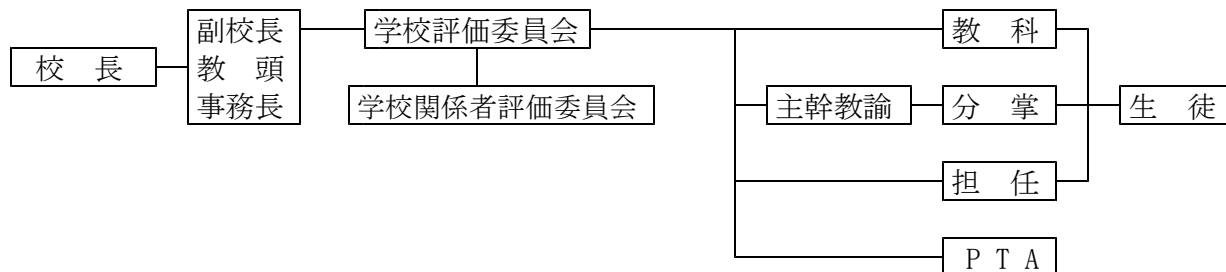 校　長
副校長
教　頭
事務長
学校評価委員会
学校関係者評価委員会
主幹教諭
教　科
分　掌
担　任
ＰＴＡ
生　徒